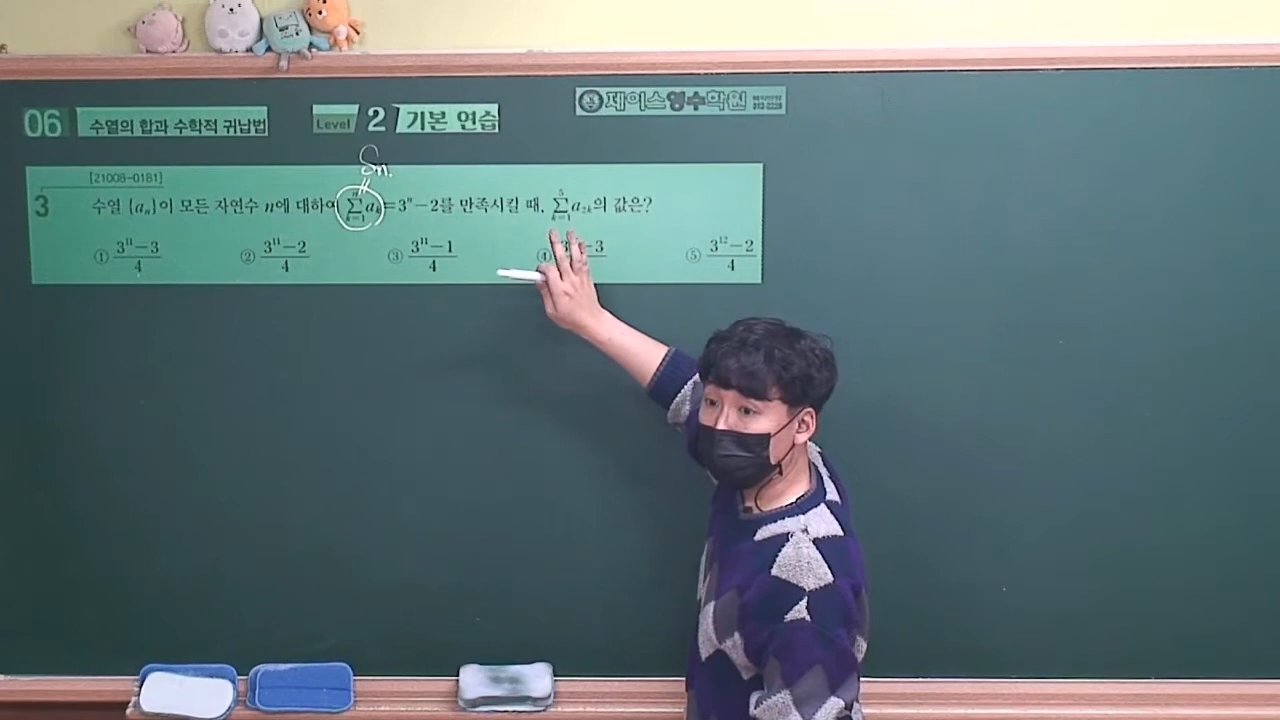 06 수열의 합과 수학적 귀납법 Level 2 기본 연습 제이스영수학원
Sn.
[21008-0181]
3 수열 {aₙ}이 모든 자연수 n에 대하여 ∑ₖ₌₁ⁿ aₖ=3ⁿ-2를 만족시킬 때, ∑ₖ₌₁⁵ a₂ₖ의 값은?
① (3¹¹-3)/4 ② (3¹¹-2)/4 ③ (3¹¹-1)/4 ④ -3 ⑤ (3¹²-2)/4